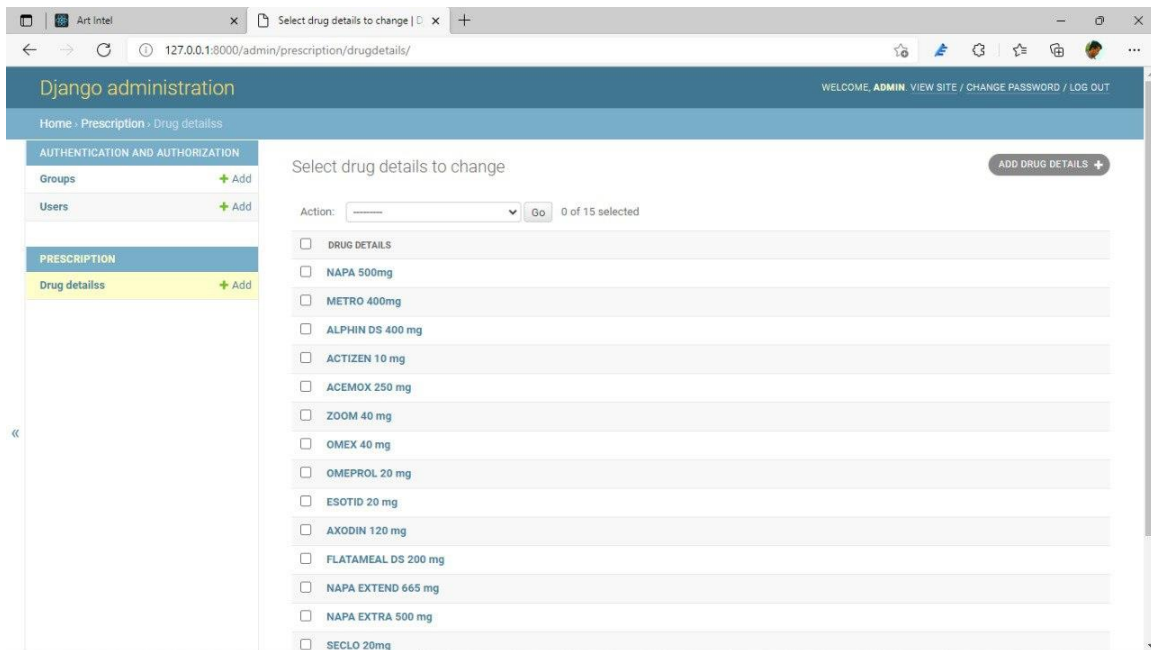 Art Intel
Select drug details to change | D
127.0.0.1:8000/admin/prescription/drugdetails/
Django administration
WELCOME, ADMIN. VIEW SITE / CHANGE PASSWORD / LOG OUT
Home › Prescription › Drug detailss
AUTHENTICATION AND AUTHORIZATION
Groups + Add
Users + Add
PRESCRIPTION
Drug detailss + Add
«
Select drug details to change
ADD DRUG DETAILS +
Action: --------- Go 0 of 15 selected
DRUG DETAILS
NAPA 500mg
METRO 400mg
ALPHIN DS 400 mg
ACTIZEN 10 mg
ACEMOX 250 mg
ZOOM 40 mg
OMEX 40 mg
OMEPROL 20 mg
ESOTID 20 mg
AXODIN 120 mg
FLATAMEAL DS 200 mg
NAPA EXTEND 665 mg
NAPA EXTRA 500 mg
SECLO 20mg